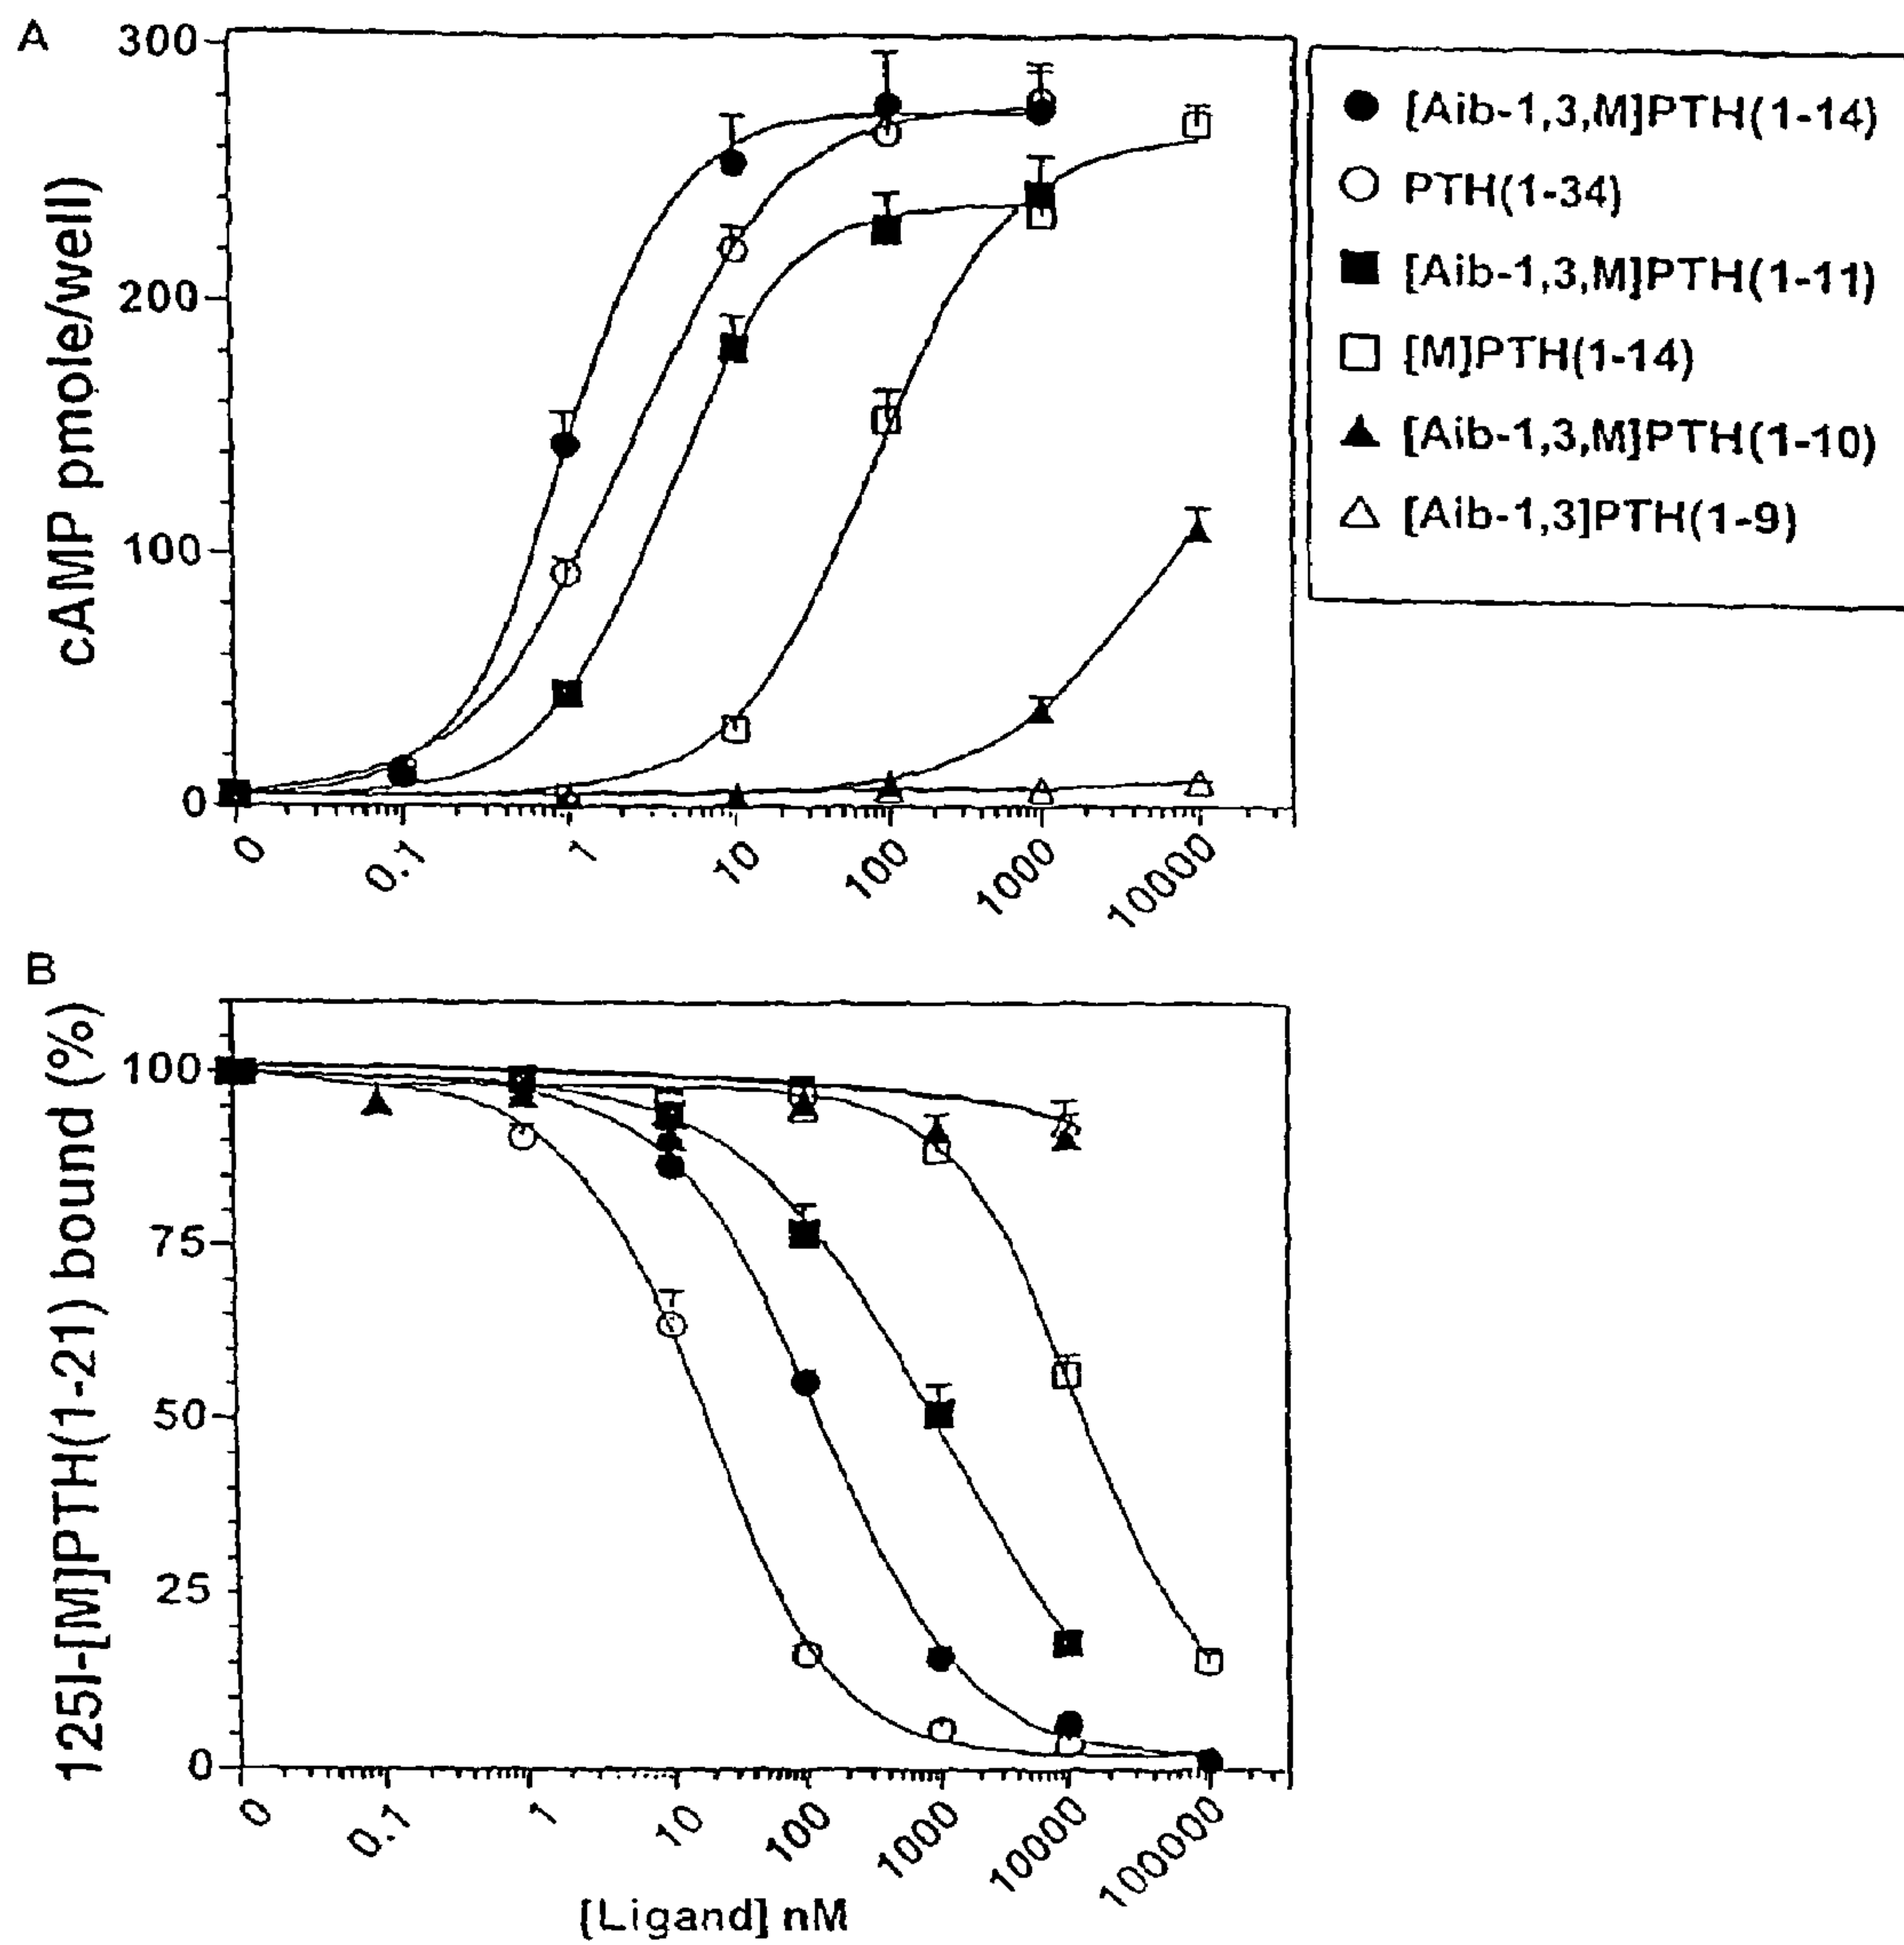 A
300
200
100
0
cAMP pmole/well)
0
0.1
1
10
100
1000
10000
[Aib-1,3,M]PTH(1-14)
PTH(1-34)
[Aib-1,3,M]PTH(1-11)
[M]PTH(1-14)
[Aib-1,3,M]PTH(1-10)
[Aib-1,3]PTH(1-9)
B
100
75
50
25
0
125I-[M]PTH(1-21) bound (%)
0
0.1
1
10
100
1000
10000
100000
[Ligand] nM